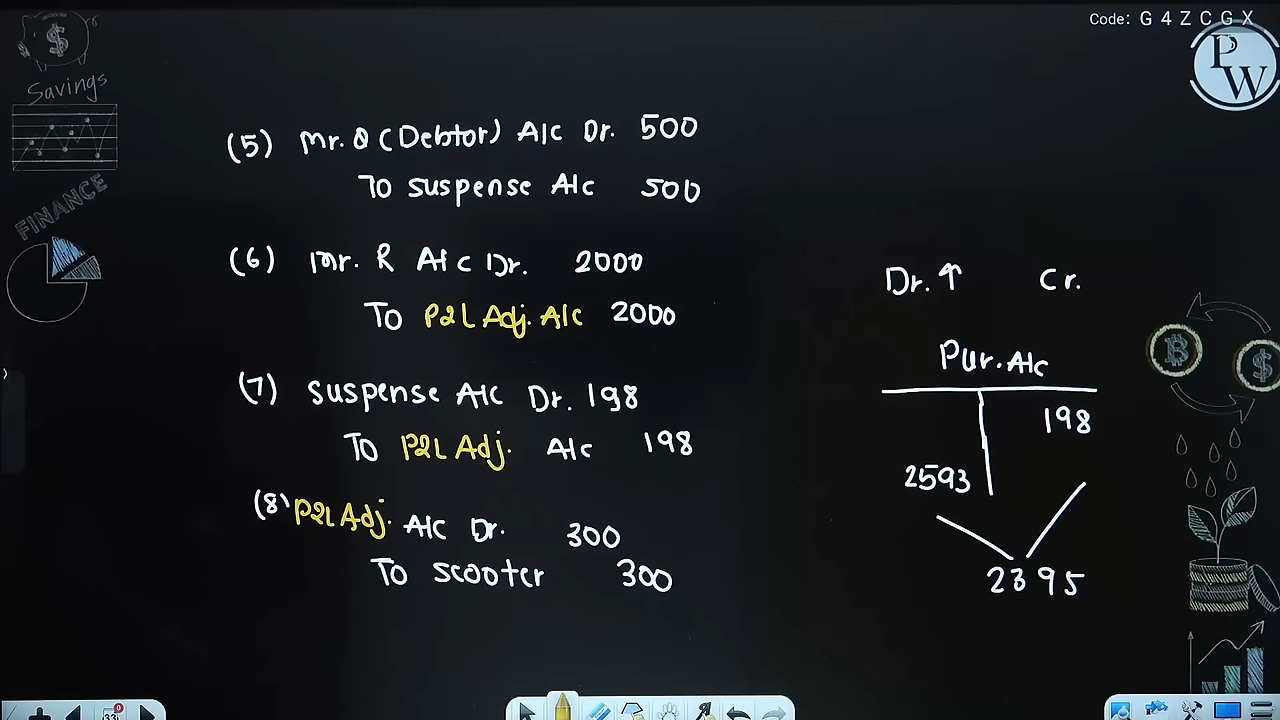 Code: G 4 Z C G X
PW
Savings
FINANCE
(5) Mr. Q (Debtor) A/c Dr. 500
To suspense A/c 500
(6) Mr. R A/c Dr. 2000
To P&L Adj. A/c 2000
(7) suspense A/c Dr. 198
To P&L Adj. A/c 198
(8) P&L Adj. A/c Dr. 300
To scooter 300
Dr. ↑ Cr.
Pur. A/c
198
2593
2395
33